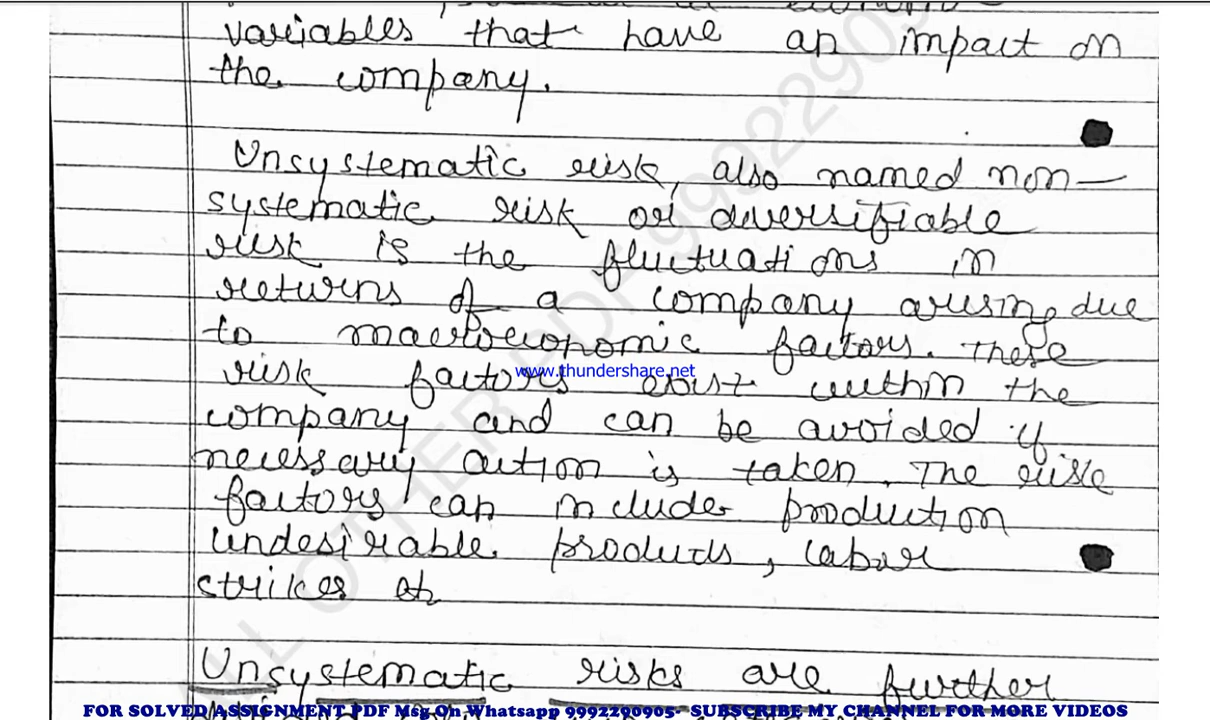 variables that have an impact on
the company.
Unsystematic risk, also named non-
systematic risk or diversifiable
risk is the fluctuations in
returns of a company arising due
to macroeconomic factors. These
www.thundershare.net
risk factors exist within the
company and can be avoided if
necessary action is taken. The risk
factors can include production
undesirable products, labour
strikes etc
Unsystematic risks are further
FOR SOLVED ASSIGNMENT PDF Msg On Whatsapp 9992290905- SUBSCRIBE MY CHANNEL FOR MORE VIDEOS